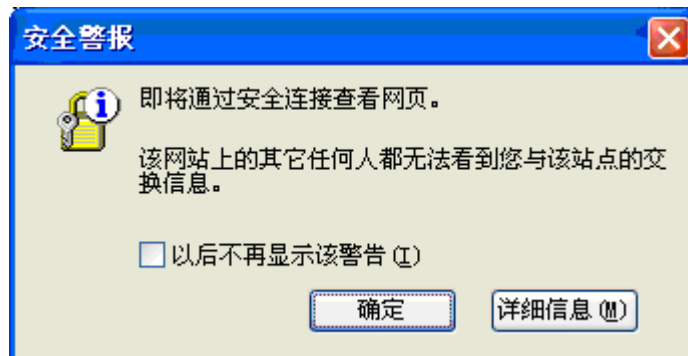 安全警报
即将通过安全连接查看网页。
该网站上的其它任何人都无法看到您与该站点的交
换信息。
以后不再显示该警告(I)
确定
详细信息(M)